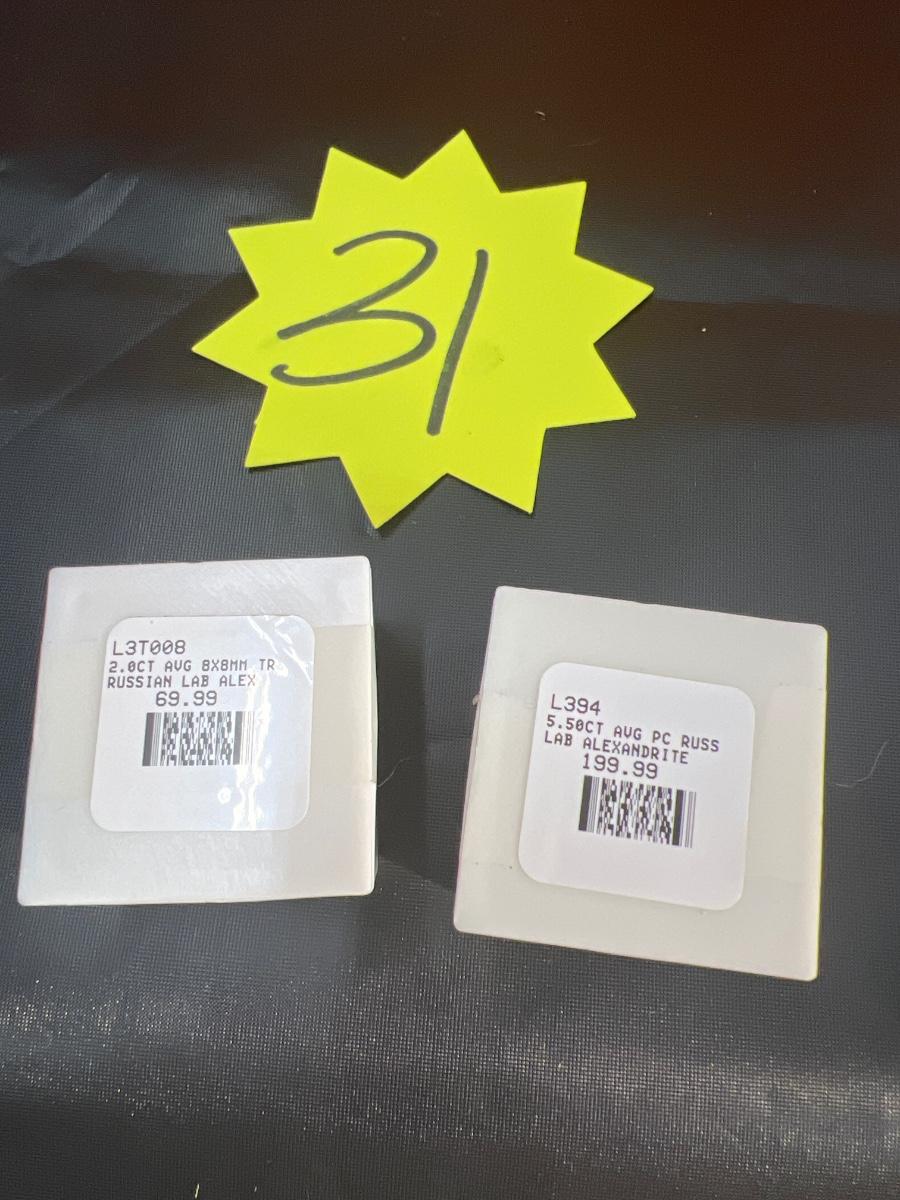 31
L3T008
2.0CT AVG 8X8MM TR
RUSSIAN LAB ALEX
69.99
L394
5.50CT AVG PC RUSS
LAB ALEXANDRITE
199.99